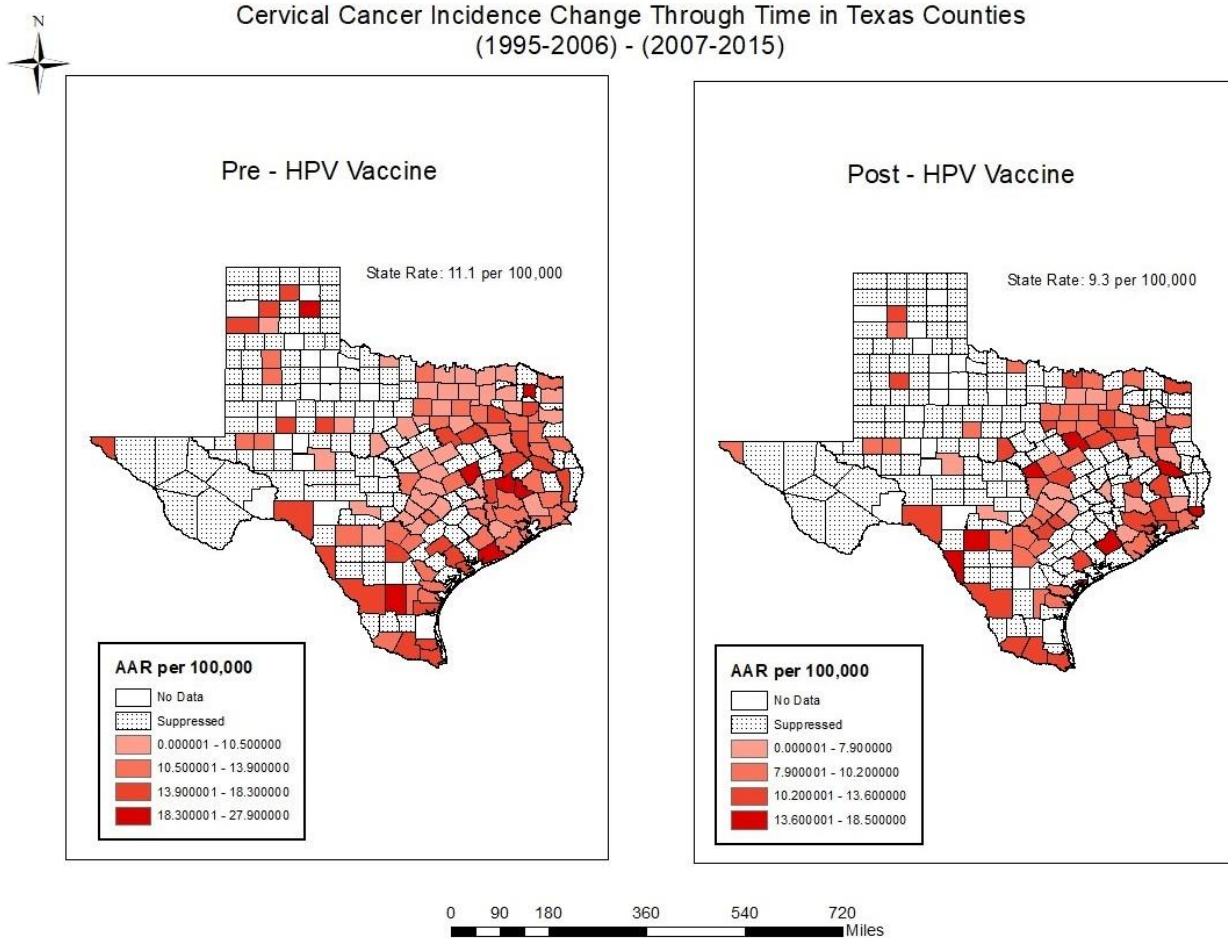 Cervical Cancer Incidence Change Through Time in Texas Counties
(1995-2006) - (2007-2015)
N
Pre - HPV Vaccine
State Rate: 11.1 per 100,000
AAR per 100,000
No Data
Suppressed
0.000001 - 10.500000
10.500001 - 13.900000
13.900001 - 18.300000
18.300001 - 27.900000
Post - HPV Vaccine
State Rate: 9.3 per 100,000
AAR per 100,000
No Data
Suppressed
0.000001 - 7.900000
7.900001 - 10.200000
10.200001 - 13.600000
13.600001 - 18.500000
0 90 180 360 540 720
Miles